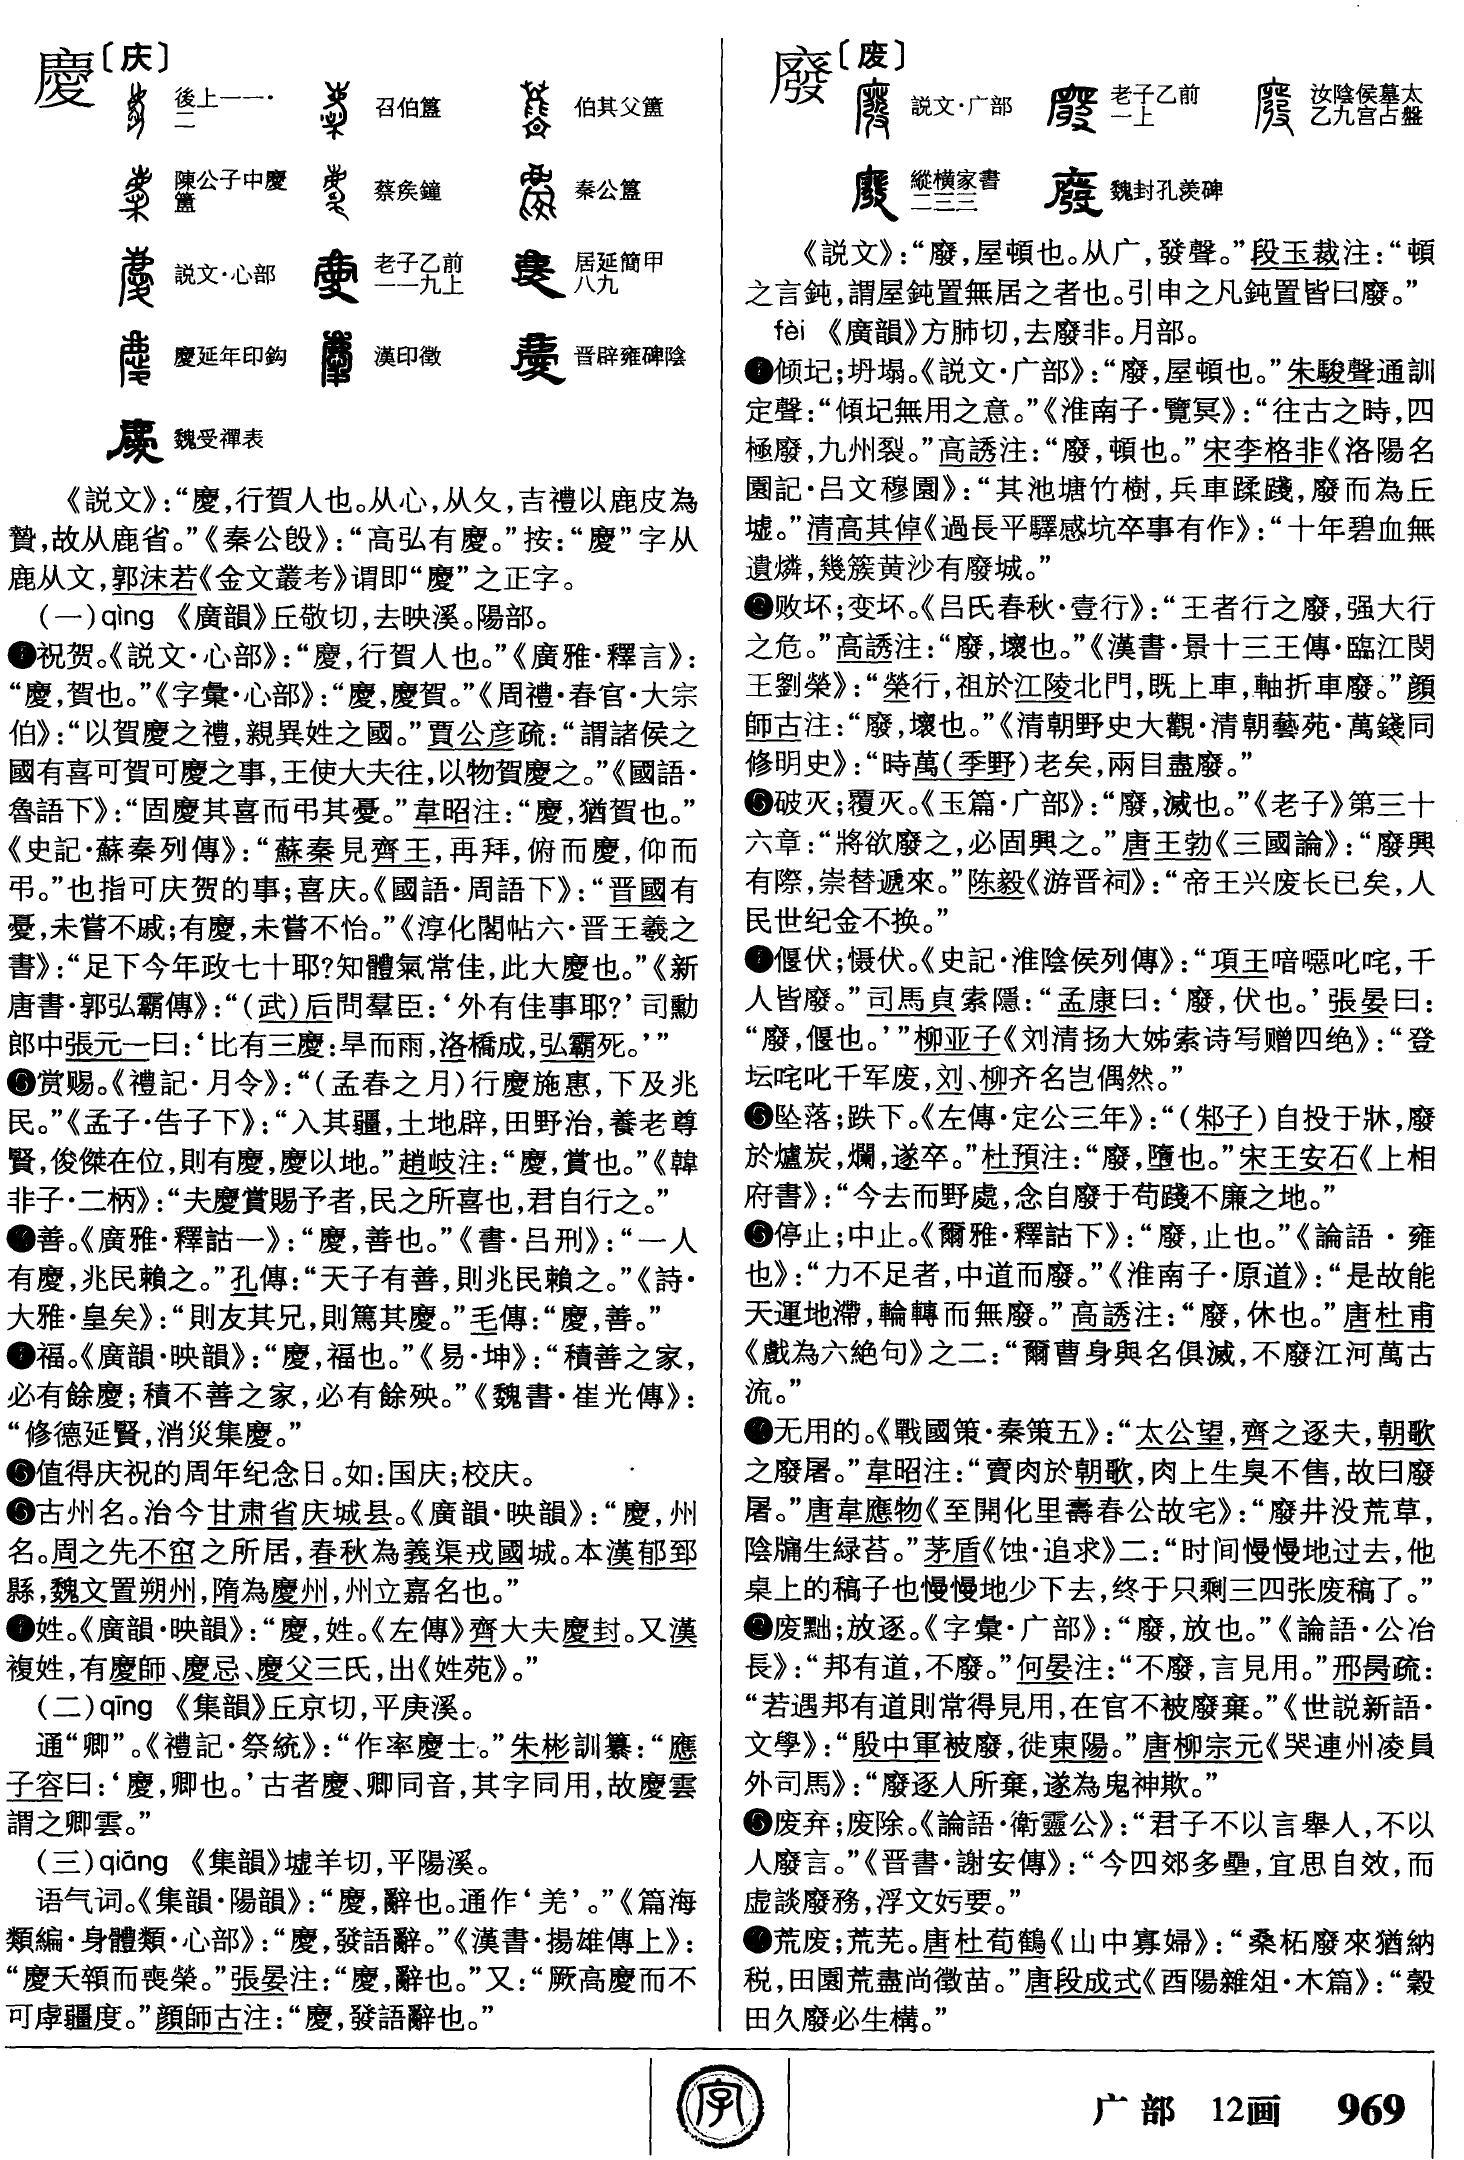 慶〔庆〕
後上一一·
二
召伯簋
伯其父簠
陳公子中慶
簠
蔡矦鐘
秦公簋
説文·心部
老子乙前
一一九上
居延簡甲
八九
慶延年印鈎
漢印徵
晋辟雍碑陰
魏受禪表
《説文》:“慶,行賀人也。从心,从夊,吉禮以鹿皮為
贄,故从鹿省。”《秦公𣪘》:“高弘有慶。”按:“慶”字从
鹿从文,郭沫若《金文叢考》谓即“慶”之正字。
(一)qìng 《廣韻》丘敬切,去映溪。陽部。
❶祝贺。《説文·心部》:“慶,行賀人也。”《廣雅·釋言》:
“慶,賀也。”《字彙·心部》:“慶,慶賀。”《周禮·春官·大宗
伯》:“以賀慶之禮,親異姓之國。”賈公彦疏:“謂諸侯之
國有喜可賀可慶之事,王使大夫往,以物賀慶之。”《國語·
魯語下》:“固慶其喜而弔其憂。”韋昭注:“慶,猶賀也。”
《史記·蘇秦列傳》:“蘇秦見齊王,再拜,俯而慶,仰而
弔。”也指可庆贺的事;喜庆。《國語·周語下》:“晋國有
憂,未嘗不戚;有慶,未嘗不怡。”《淳化閣帖六·晋王羲之
書》:“足下今年政七十耶?知體氣常佳,此大慶也。”《新
唐書·郭弘霸傳》:“(武)后問羣臣:‘外有佳事耶?’司勳
郎中張元一曰:‘比有三慶:旱而雨,洛橋成,弘霸死。’”
❷赏赐。《禮記·月令》:“(孟春之月)行慶施惠,下及兆
民。”《孟子·告子下》:“入其疆,土地辟,田野治,養老尊
賢,俊傑在位,則有慶,慶以地。”趙岐注:“慶,賞也。”《韓
非子·二柄》:“夫慶賞賜予者,民之所喜也,君自行之。”
❸善。《廣雅·釋詁一》:“慶,善也。”《書·吕刑》:“一人
有慶,兆民賴之。”孔傳:“天子有善,則兆民賴之。”《詩·
大雅·皇矣》:“則友其兄,則篤其慶。”毛傳:“慶,善。”
❹福。《廣韻·映韻》:“慶,福也。”《易·坤》:“積善之家,
必有餘慶;積不善之家,必有餘殃。”《魏書·崔光傳》:
“修德延賢,消災集慶。”
❺值得庆祝的周年纪念日。如:国庆;校庆。
❻古州名。治今甘肃省庆城县。《廣韻·映韻》:“慶,州
名。周之先不窋之所居,春秋為義渠戎國城。本漢郁郅
縣,魏文置朔州,隋為慶州,州立嘉名也。”
❼姓。《廣韻·映韻》:“慶,姓。《左傳》齊大夫慶封。又漢
複姓,有慶師、慶忌、慶父三氏,出《姓苑》。”
(二)qīng 《集韻》丘京切,平庚溪。
通“卿”。《禮記·祭統》:“作率慶士。”朱彬訓纂:“應
子容曰:‘慶,卿也。’古者慶、卿同音,其字同用,故慶雲
謂之卿雲。”
(三)qiāng 《集韻》墟羊切,平陽溪。
语气词。《集韻·陽韻》:“慶,辭也。通作‘羌’。”《篇海
類編·身體類·心部》:“慶,發語辭。”《漢書·揚雄傳上》:
“慶夭顇而喪榮。”張晏注:“慶,辭也。”又:“厥高慶而不
可虖疆度。”顔師古注:“慶,發語辭也。”
廢〔废〕
説文·广部
老子乙前
一上
汝陰侯墓太
乙九宫占盤
縱横家書
二三三
魏封孔羨碑
《説文》:“廢,屋頓也。从广,發聲。”段玉裁注:“頓
之言鈍,謂屋鈍置無居之者也。引申之凡鈍置皆曰廢。”
fèi 《廣韻》方肺切,去廢非。月部。
❶倾圮;坍塌。《説文·广部》:“廢,屋頓也。”朱駿聲通訓
定聲:“傾圮無用之意。”《淮南子·覽冥》:“往古之時,四
極廢,九州裂。”高誘注:“廢,頓也。”宋李格非《洛陽名
園記·吕文穆園》:“其池塘竹樹,兵車蹂踐,廢而為丘
墟。”清高其倬《過長平驛感坑卒事有作》:“十年碧血無
遺燐,幾簇黄沙有廢城。”
❷败坏;变坏。《吕氏春秋·壹行》:“王者行之廢,强大行
之危。”高誘注:“廢,壞也。”《漢書·景十三王傳·臨江閔
王劉榮》:“榮行,祖於江陵北門,既上車,軸折車廢。”顔
師古注:“廢,壞也。”《清朝野史大觀·清朝藝苑·萬錢同
修明史》:“時萬(季野)老矣,兩目盡廢。”
❸破灭;覆灭。《玉篇·广部》:“廢,滅也。”《老子》第三十
六章:“將欲廢之,必固興之。”唐王勃《三國論》:“廢興
有際,崇替遞來。”陈毅《游晋祠》:“帝王兴废长已矣,人
民世纪金不换。”
❹偃伏;慑伏。《史記·淮陰侯列傳》:“項王喑噁叱咤,千
人皆廢。”司馬貞索隱:“孟康曰:‘廢,伏也。’張晏曰:
“廢,偃也。’”柳亚子《刘清扬大姊索诗写赠四绝》:“登
坛咤叱千军废,刘、柳齐名岂偶然。”
❺坠落;跌下。《左傳·定公三年》:“(邾子)自投于牀,廢
於爐炭,爛,遂卒。”杜預注:“廢,墮也。”宋王安石《上相
府書》:“今去而野處,念自廢于苟踐不廉之地。”
❻停止;中止。《爾雅·釋詁下》:“廢,止也。”《論語·雍
也》:“力不足者,中道而廢。”《淮南子·原道》:“是故能
天運地滯,輪轉而無廢。”高誘注:“廢,休也。”唐杜甫
《戲為六絶句》之二:“爾曹身與名俱滅,不廢江河萬古
流。”
❼无用的。《戰國策·秦策五》:“太公望,齊之逐夫,朝歌
之廢屠。”韋昭注:“賣肉於朝歌,肉上生臭不售,故曰廢
屠。”唐韋應物《至開化里壽春公故宅》:“廢井没荒草,
陰牖生緑苔。”茅盾《蚀·追求》二:“时间慢慢地过去,他
桌上的稿子也慢慢地少下去,终于只剩三四张废稿了。”
❽废黜;放逐。《字彙·广部》:“廢,放也。”《論語·公冶
長》:“邦有道,不廢。”何晏注:“不廢,言見用。”邢昺疏:
“若遇邦有道則常得見用,在官不被廢棄。”《世説新語·
文學》:“殷中軍被廢,徙東陽。”唐柳宗元《哭連州凌員
外司馬》:“廢逐人所棄,遂為鬼神欺。”
❾废弃;废除。《論語·衛靈公》:“君子不以言舉人,不以
人廢言。”《晋書·謝安傳》:“今四郊多壘,宜思自效,而
虚談廢務,浮文妨要。”
❿荒废;荒芜。唐杜荀鶴《山中寡婦》:“桑柘廢來猶納
税,田園荒盡尚徵苗。”唐段成式《酉陽雜俎·木篇》:“穀
田久廢必生構。”
字
广部 12画 969